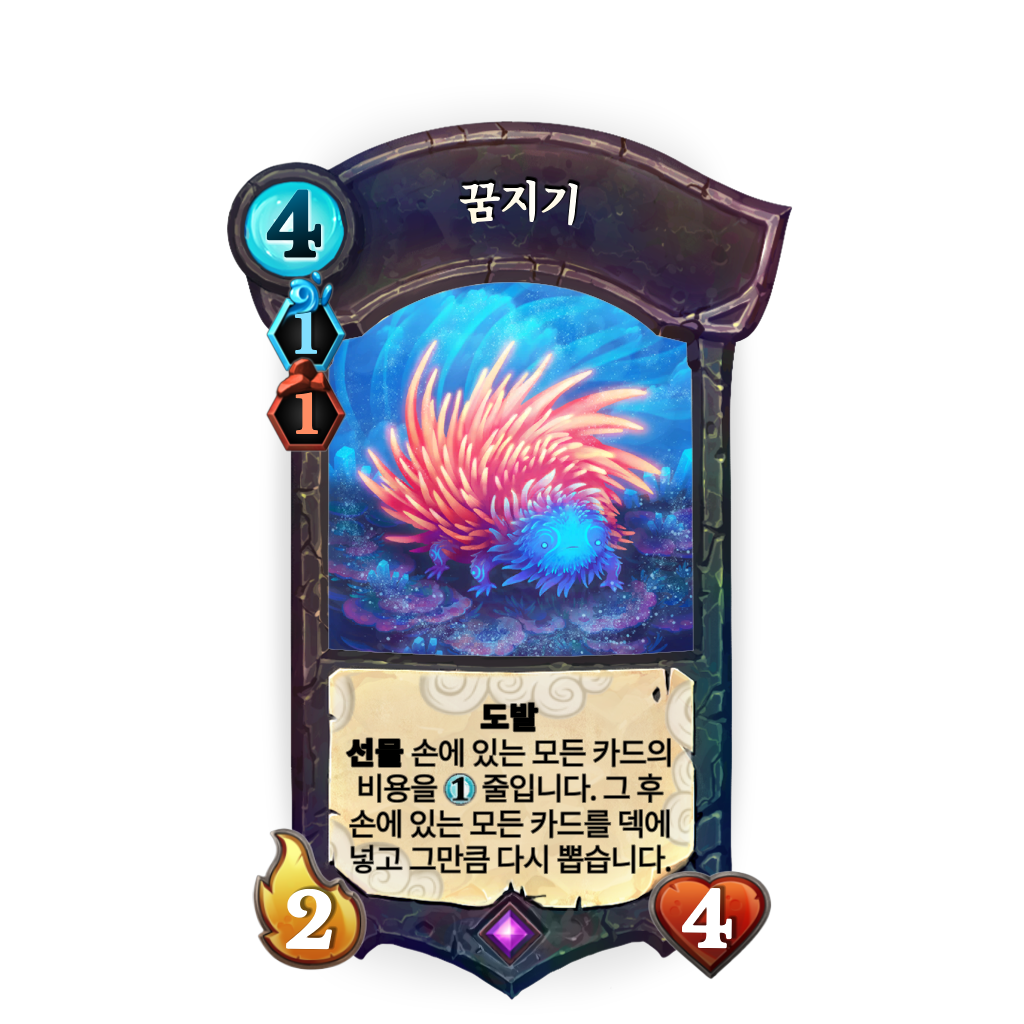 4
꿈지기
1
1
도발
선물 손에 있는 모든 카드의
비용을 1 줄입니다. 그 후
손에 있는 모든 카드를 덱에
넣고 그만큼 다시 뽑습니다.
2
4